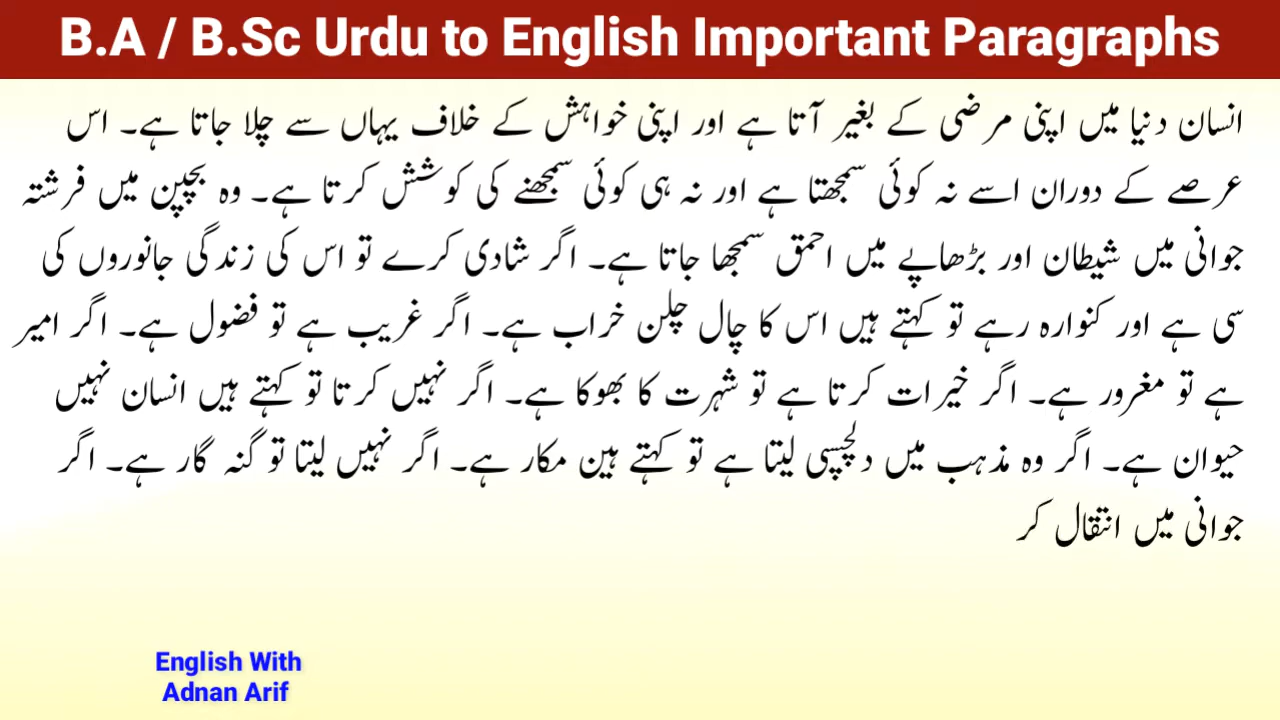 B.A / B.Sc Urdu to English Important Paragraphs
انسان دنیا میں اپنی مرضی کے بغیر آتا ہے اور اپنی خواہش کے خلاف یہاں سے چلا جاتا ہے۔ اس
عرصے کے دوران اسے نہ کوئی سمجھتا ہے اور نہ ہی کوئی سمجھنے کی کوشش کرتا ہے۔ وہ بچپن میں فرشتہ
جوانی میں شیطان اور بڑھاپے میں احمق سمجھا جاتا ہے۔ اگر شادی کرے تو اس کی زندگی جانوروں کی
سی ہے اور کنوارہ رہے تو کہتے ہیں اس کا چال چلن خراب ہے۔ اگر غریب ہے تو فضول ہے۔ اگر امیر
ہے تو مغرور ہے۔ اگر خیرات کرتا ہے تو شہرت کا بھوکا ہے۔ اگر نہیں کرتا تو کہتے ہیں انسان نہیں
حیوان ہے۔ اگر وہ مذہب میں دلچسپی لیتا ہے تو کہتے ہین مکار ہے۔ اگر نہیں لیتا تو گنہ گار ہے۔ اگر
جوانی میں انتقال کر
English With
Adnan Arif